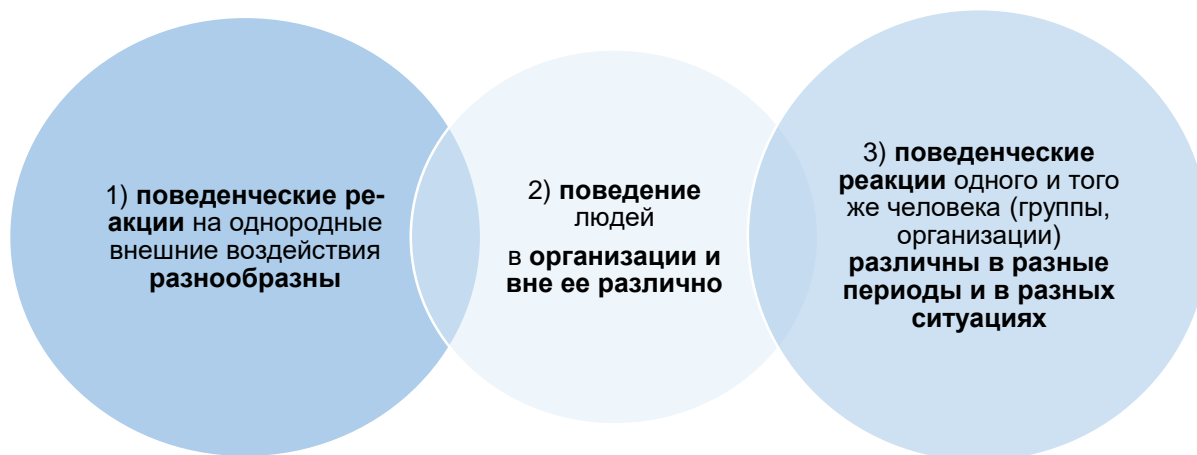 1) поведенческие ре-
акции на однородные
внешние воздействия
разнообразны
2) поведение
людей
в организации и
вне ее различно
3) поведенческие
реакции одного и того
же человека (группы,
организации)
различны в разные
периоды и в разных
ситуациях